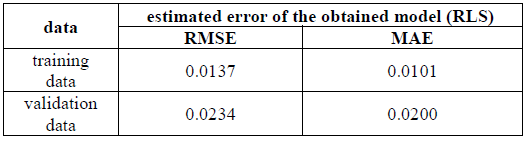 data
estimated error of the obtained model (RLS)
RMSE MAE
training
data
0.0137 0.0101
validation
data
0.0234 0.0200